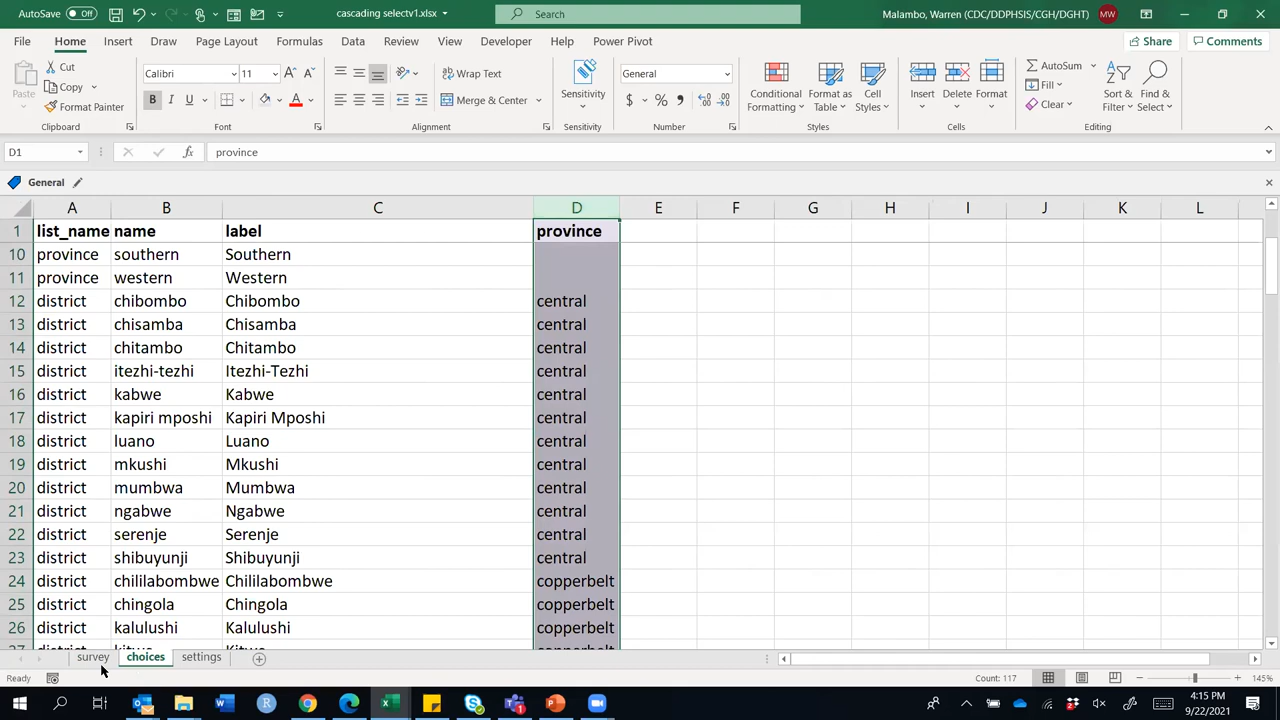 AutoSave Off cascading selectv1.xlsx Search Malambo, Warren (CDC/DDPHSIS/CGH/DGHT) MW
File Home Insert Draw Page Layout Formulas Data Review View Developer Help Power Pivot Share Comments
Paste Cut Copy Format Painter Clipboard
Calibri 11 B I U A Font
Wrap Text Merge & Center Alignment
Sensitivity Sensitivity
General $ % Number
Conditional Formatting Format as Table Cell Styles Styles
Insert Delete Format Cells
AutoSum Fill Clear Sort & Filter Find & Select Editing
D1 fx province
General
A B C D E F G H I J K L
1 list_name name label province
10 province southern Southern
11 province western Western
12 district chibombo Chibombo central
13 district chisamba Chisamba central
14 district chitambo Chitambo central
15 district itezhi-tezhi Itezhi-Tezhi central
16 district kabwe Kabwe central
17 district kapiri mposhi Kapiri Mposhi central
18 district luano Luano central
19 district mkushi Mkushi central
20 district mumbwa Mumbwa central
21 district ngabwe Ngabwe central
22 district serenje Serenje central
23 district shibuyunji Shibuyunji central
24 district chililabombwe Chililabombwe copperbelt
25 district chingola Chingola copperbelt
26 district kalulushi Kalulushi copperbelt
survey choices settings
Ready Count: 117 145%
4:15 PM
9/22/2021